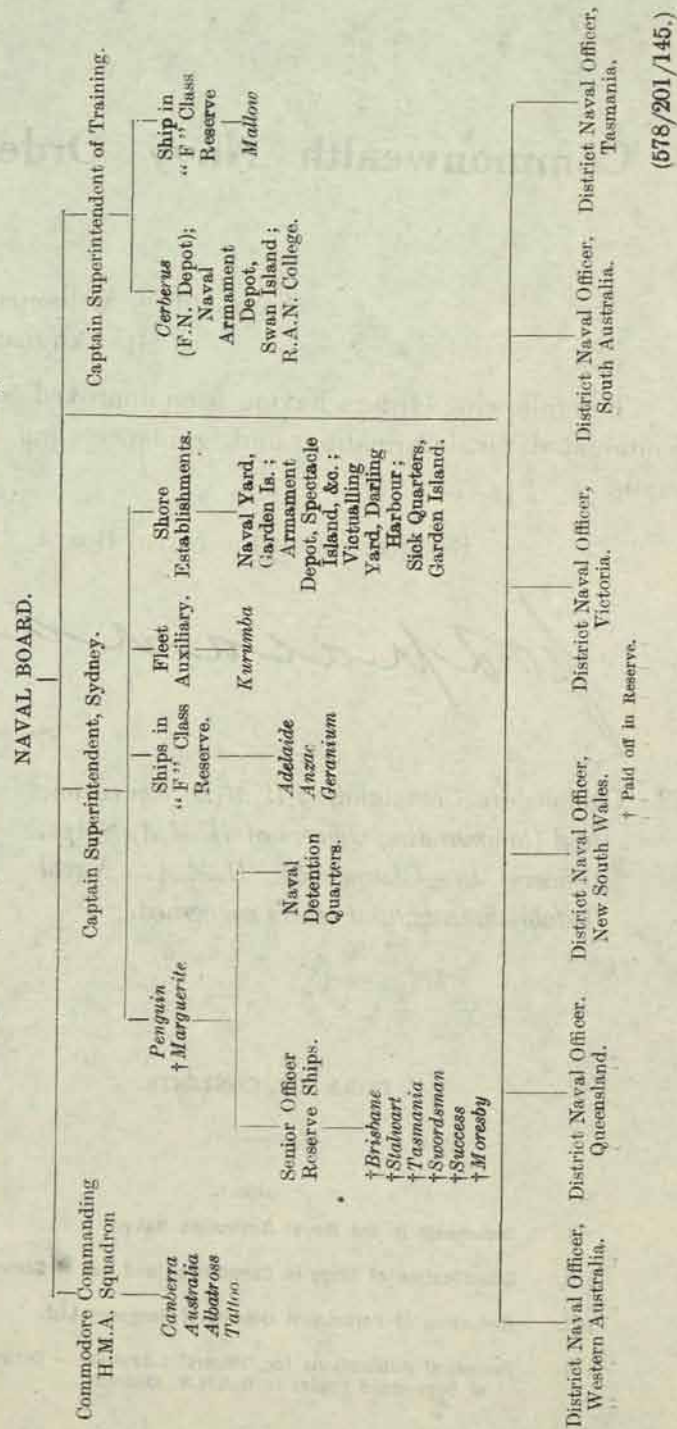 NAVAL BOARD.
Commodore Commanding
H.M.A. Squadron
Canberra
Australia
Albatross
Tattoo
Captain Superintendent, Sydney.
Penguin
†Marguerite
Senior Officer
Reserve Ships.
†Brisbane
†Stalwart
†Tasmania
†Swordsman
†Success
†Moresby
Naval
Detention
Quarters.
Ships in
"F" Class
Reserve.
Adelaide
Anzac
Geranium
Fleet
Auxiliary.
Kurumba
Shore
Establishments.
Naval Yard,
Garden Is.;
Armament
Depot, Spectacle
Island, &c.;
Victualling
Yard, Darling
Harbour;
Sick Quarters,
Garden Island.
Captain Superintendent of Training.
Cerberus
(F.N. Depot);
Naval
Armament
Depot,
Swan Island;
R.A.N. College.
Ship in
"F" Class
Reserve
Mallow
District Naval Officer,
Western Australia.
District Naval Officer.
Queensland.
District Naval Officer,
New South Wales.
District Naval Officer,
Victoria.
District Naval Officer,
South Australia.
District Naval Officer,
Tasmania.
† Paid off in Reserve.
(578/201/145.)